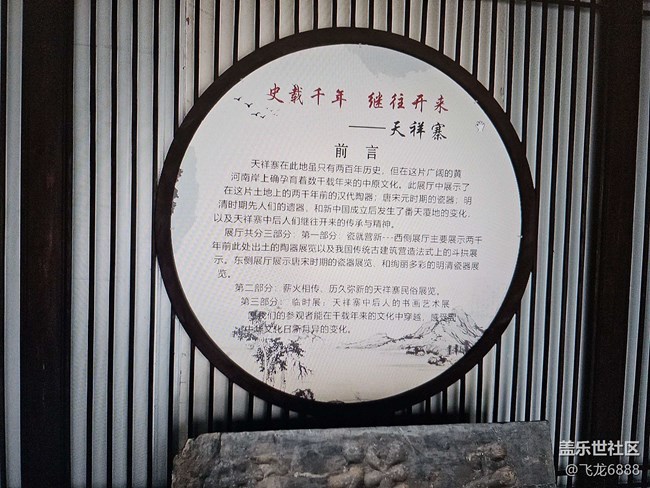 史载千年 继往开来
——天祥寨
前言
天祥寨在此地虽只有两百年历史，但在这片广阔的黄
河南岸上确孕育着数千载年来的中原文化。此展厅中展示了
在这片土地上的两千年前的汉代陶器；唐宋元时期的瓷器；明
清时期先人们的遗器，和新中国成立后发生了番天覆地的变化，
以及天祥寨中后人们继往开来的传承与精神。
展厅共分三部分：第一部分：瓷就营新…西侧展厅主要展示两千
年前此处出土的陶器展览以及我国传统古建筑营造法式上的斗拱展
示。东侧展厅展示唐宋时期的瓷器展览，和绚丽多彩的明清瓷器展
览。
第二部分：薪火相传、历久弥新的天祥寨民俗展览。
第三部分：临时展：天祥寨中后人的书画艺术展
我们的参观者能在千载年来的文化中穿越，感受
文化日新月异的变化。
盖乐世社区
@飞龙6888